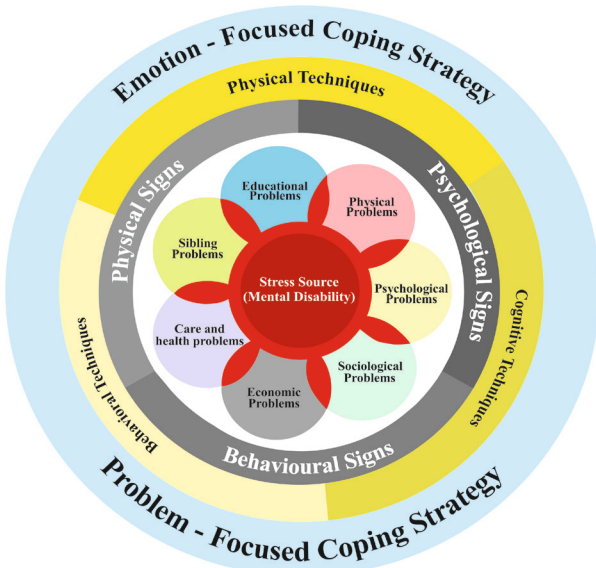 Emotion - Focused Coping Strategy
Physical Techniques
Physical Signs
Psychological Signs
Educational
Problems
Physical
Problems
Sibling
Problems
Stress Source
(Mental Disability)
Psychological
Problems
Care and
health problems
Sociological
Problems
Economic
Problems
Behavioural Signs
Behavioral Techniques
Cognitive Techniques
Problem - Focused Coping Strategy